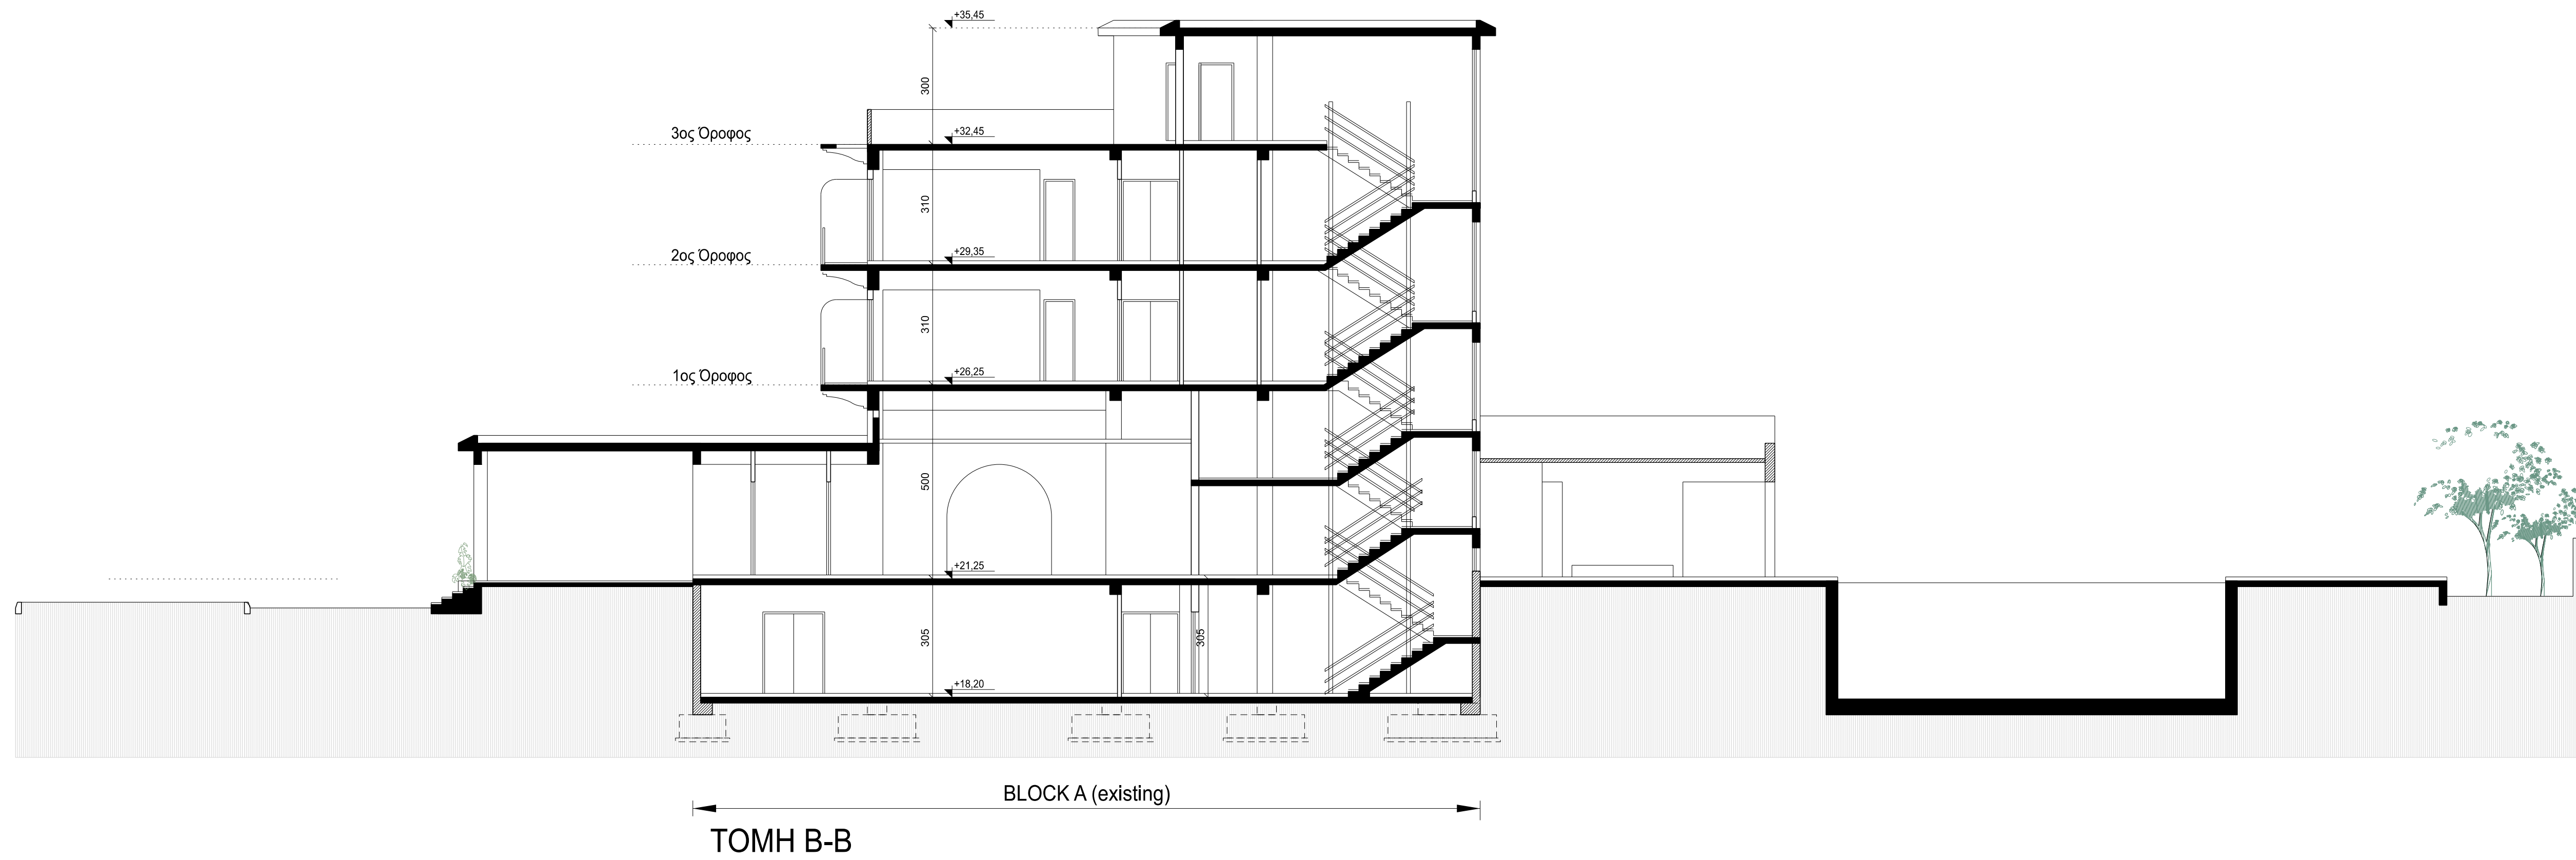 +35,45
300
3ος Όροφος
+32,45
310
2ος Όροφος
+29,35
310
1ος Όροφος
+26,25
500
+21,25
305
305
+18,20
BLOCK A (existing)
ΤΟΜΗ Β-Β